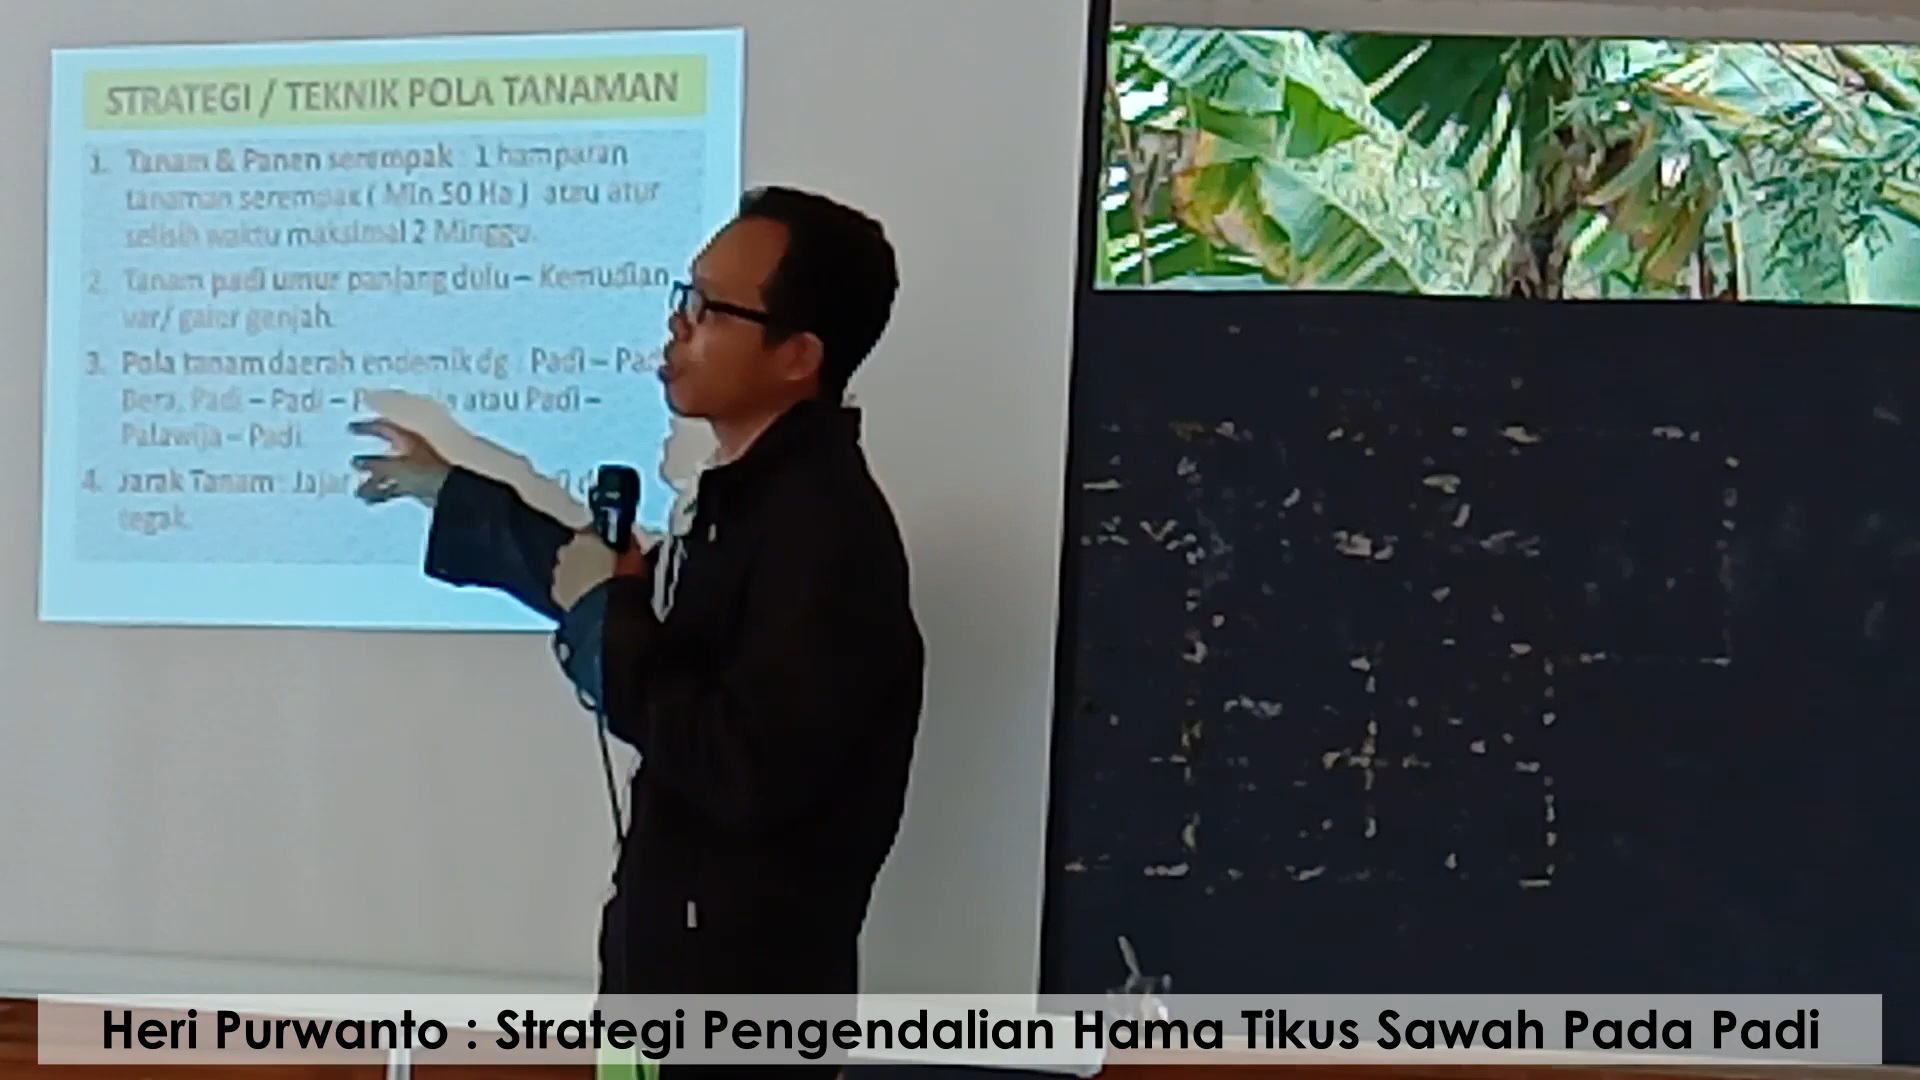 STRATEGI / TEKNIK POLA TANAMAN
1. Tanam & Panen serempak : 1 hamparan
tanaman serempak ( Min 50 Ha ) atau atur
selisih waktu maksimal 2 Minggu.
2. Tanam padi umur panjang dulu – Kemudian
var/ galur genjah.
3. Pola tanam daerah endemik dg : Padi –
Bera, Padi – Padi – atau Padi –
Palawija – Padi.
4. Jarak Tanam : Jajar
tegak.
Heri Purwanto : Strategi Pengendalian Hama Tikus Sawah Pada Padi